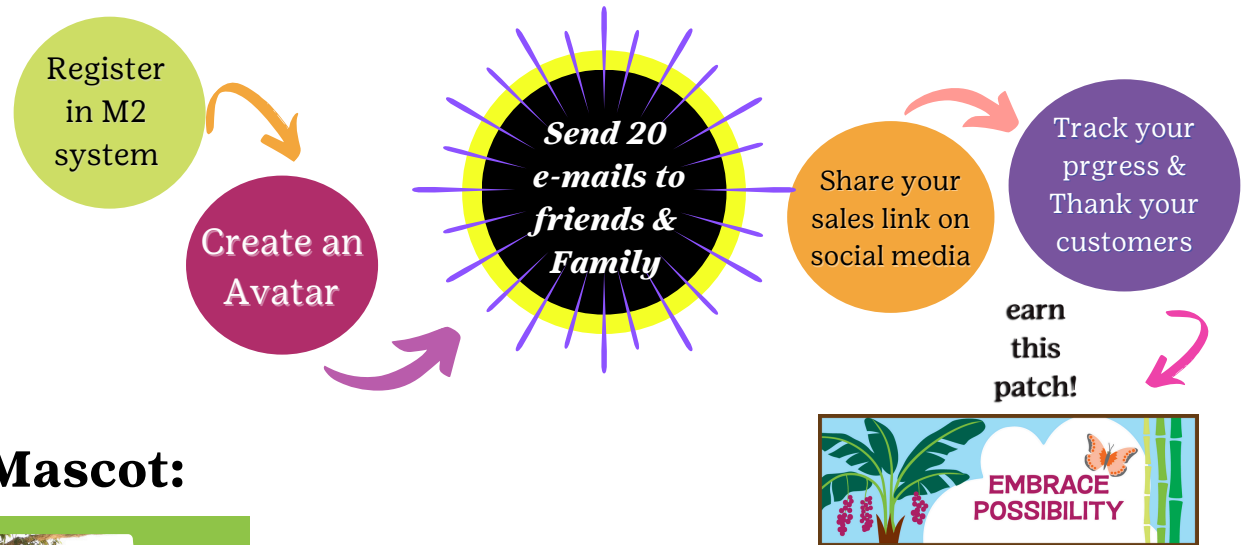 Register
in M2
system
Create an
Avatar
Send 20
e-mails to
friends &
Family
Share your
sales link on
social media
Track your
prgress &
Thank your
customers
earn
this
patch!
EMBRACE
POSSIBILITY
Mascot: